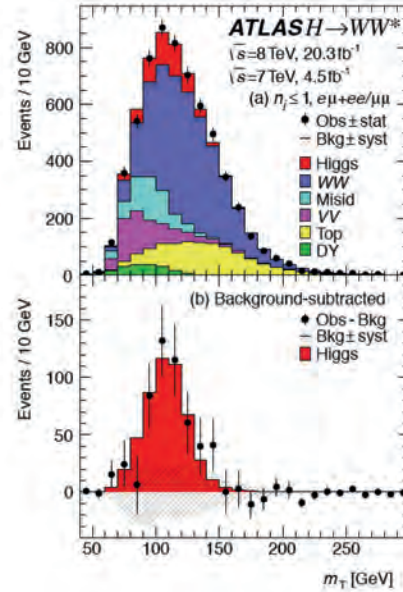 ATLAS H→WW*
√s=8TeV, 20.3fb⁻¹
√s=7TeV, 4.5fb⁻¹
(a) nj≤1, eμ+ee/μμ
Obs±stat
Bkg±syst
Higgs
WW
Misid
VV
Top
DY
Events / 10 GeV
800
600
400
200
0
(b) Background-subtracted
Obs-Bkg
Bkg±syst
Higgs
Events / 10 GeV
150
100
50
0
50 100 150 200 250
mT [GeV]